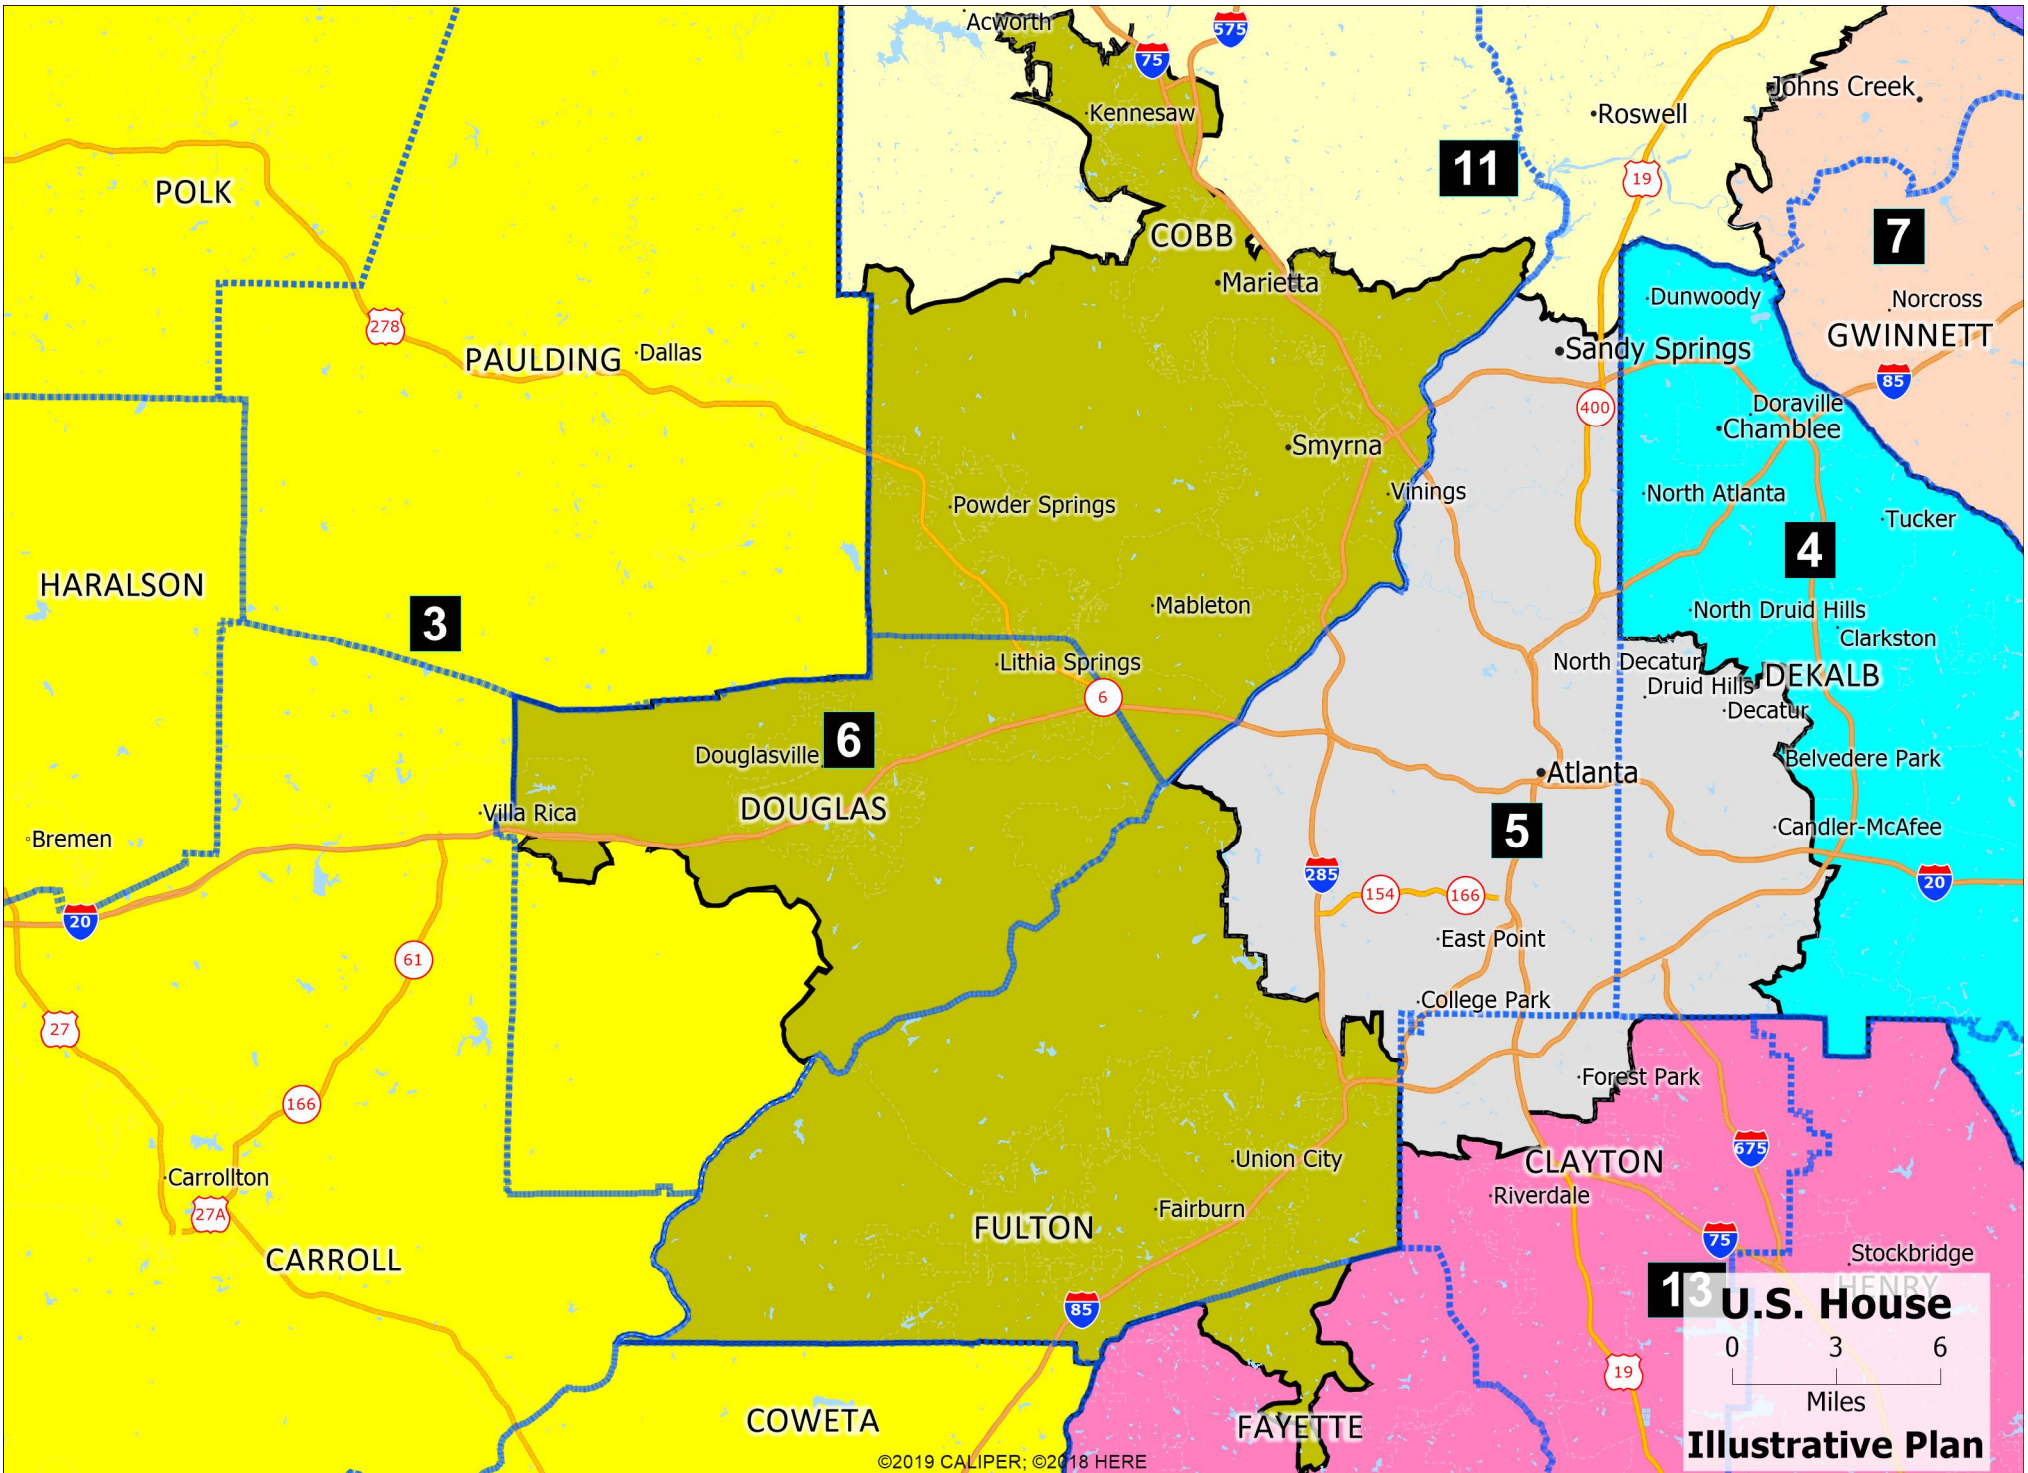 Acworth
575
75
Kennesaw
Roswell
Johns Creek
11
19
POLK
COBB
7
Marietta
Dunwoody
Norcross
278
PAULDING
Dallas
Sandy Springs
GWINNETT
85
400
Doraville
Chamblee
Smyrna
Powder Springs
Vinings
North Atlanta
Tucker
4
HARALSON
3
Mableton
North Druid Hills
Clarkston
Lithia Springs
North Decatur
DEKALB
Druid Hills
6
Decatur
Douglasville
6
Belvedere Park
Atlanta
DOUGLAS
Villa Rica
5
Candler-McAfee
Bremen
285
154
166
20
20
East Point
61
College Park
27
Forest Park
166
675
Union City
CLAYTON
Carrollton
Riverdale
27A
Fairburn
FULTON
75
CARROLL
Stockbridge
HENRY
13
U.S. House
85
0 3 6
Miles
19
COWETA
FAYETTE
Illustrative Plan
©2019 CALIPER; ©2018 HERE